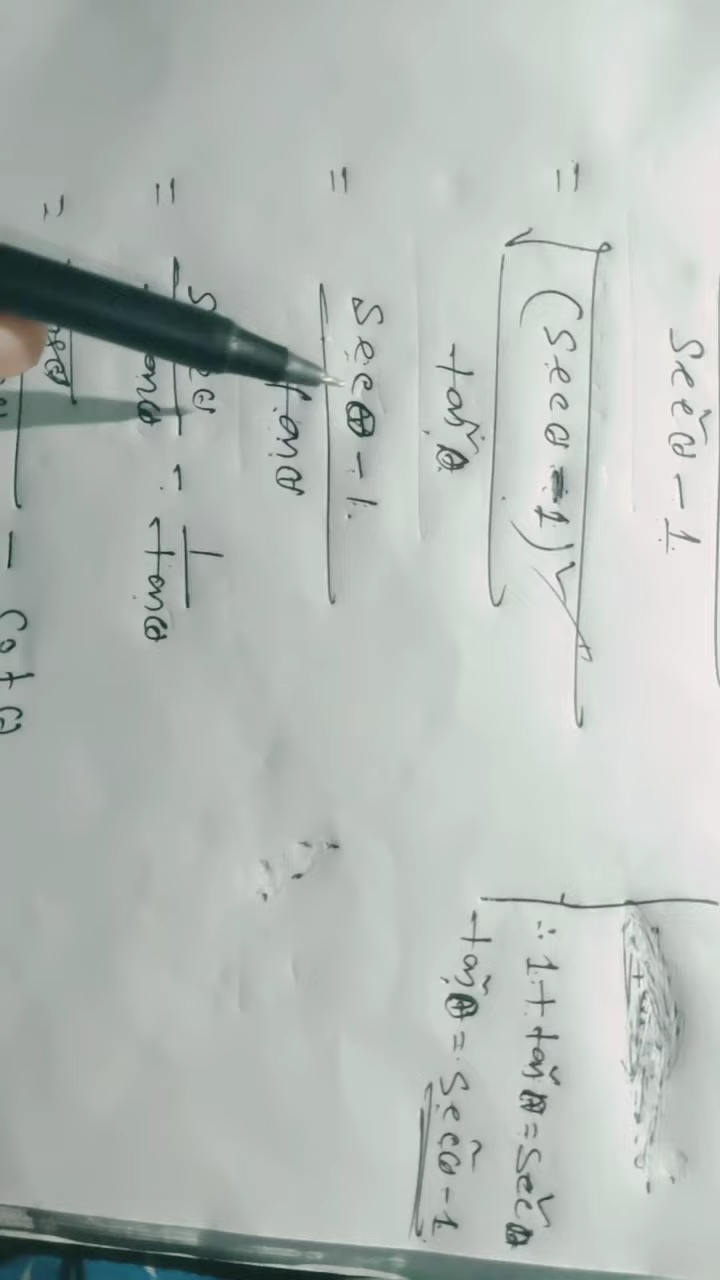 sec²θ - 1
= √(secθ - 1)²
tan²θ
= secθ - 1
tanθ
= secθ - 1
tanθ tanθ
=
- cotθ
∴ 1 + tan²θ = sec²θ
tan²θ = sec²θ - 1